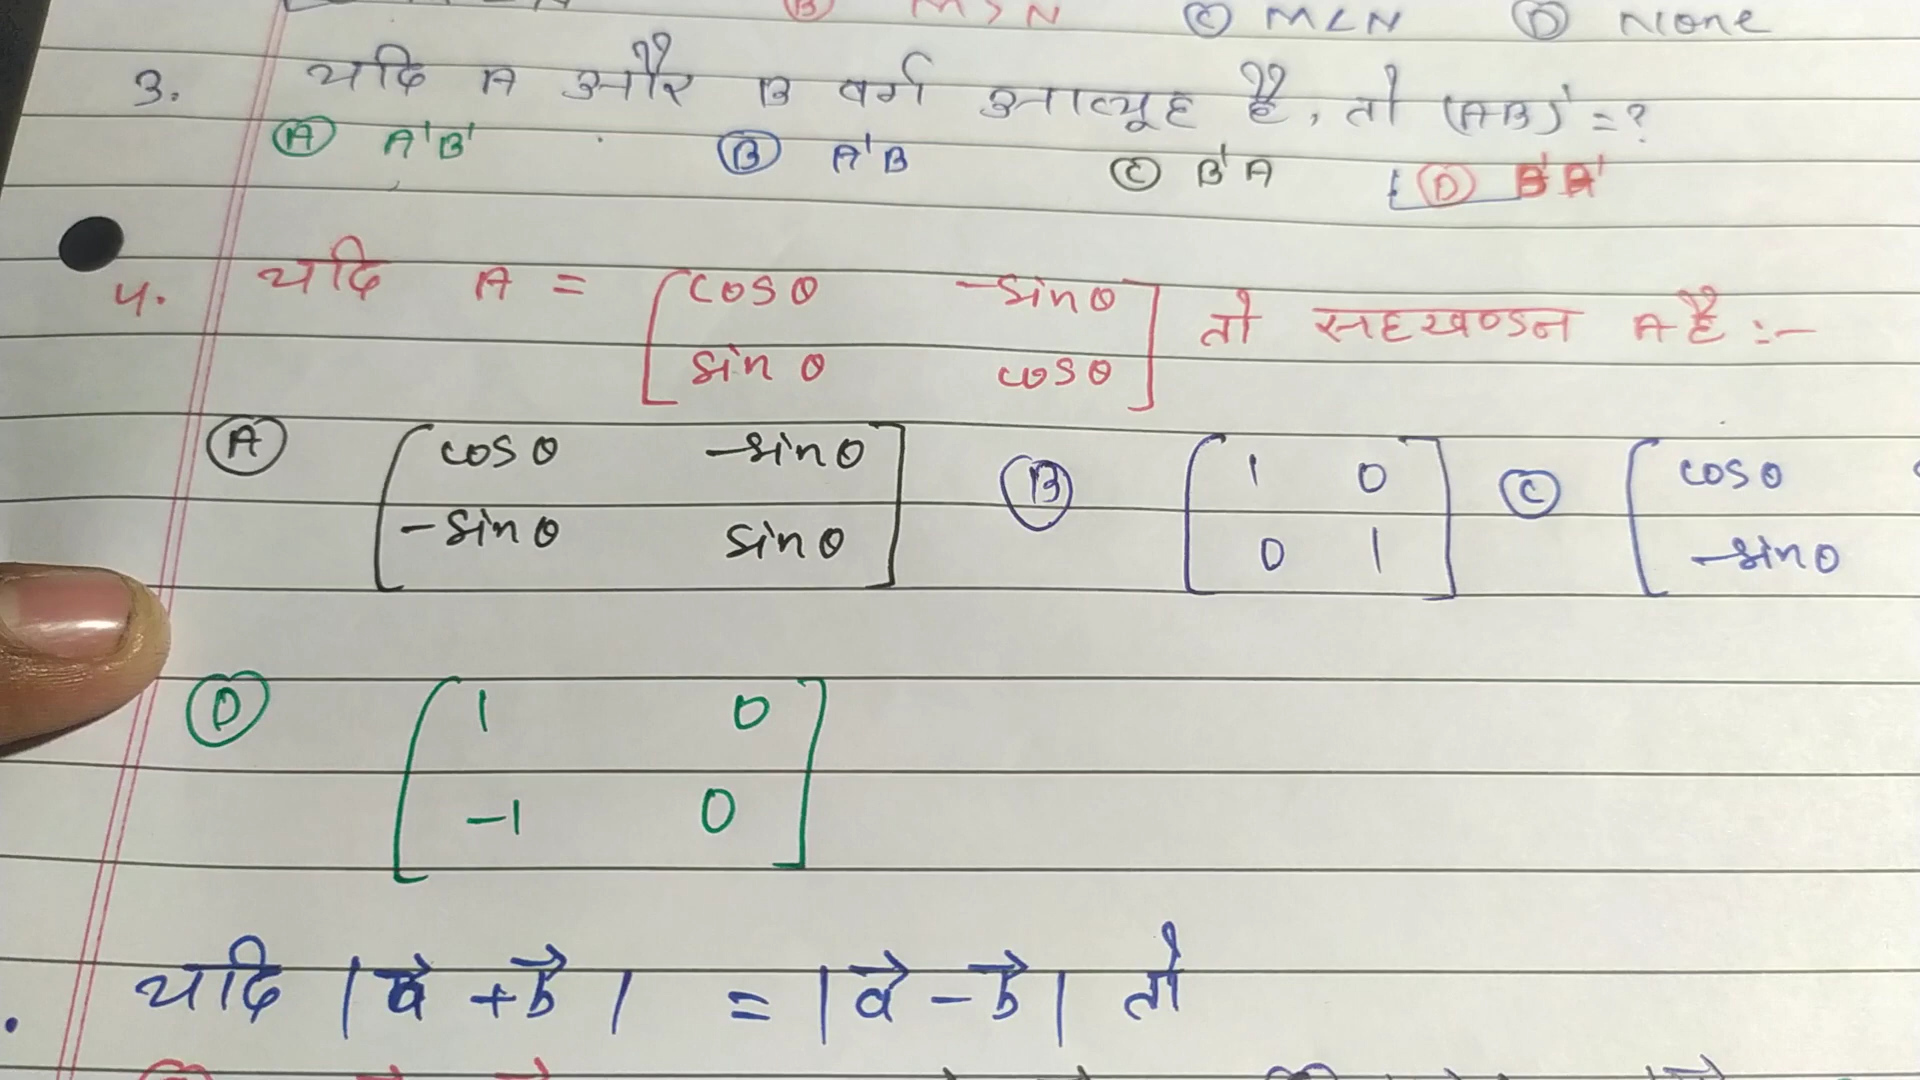 Ⓑ M>N Ⓒ M<N Ⓓ None
3. यदि A और B वर्ग आव्यूह हैं, तो (AB)' = ?
Ⓐ A'B' Ⓑ A'B Ⓒ B'A Ⓓ B'A'
4. यदि A = [cosθ -sinθ तो सहखण्डन A है :-
sinθ cosθ]
Ⓐ [cosθ -sinθ Ⓑ [1 0 Ⓒ [cosθ
-sinθ sinθ] 0 1] -sinθ
Ⓓ [1 0
-1 0]
यदि |a⃗ + b⃗| = |a⃗ - b⃗| तो